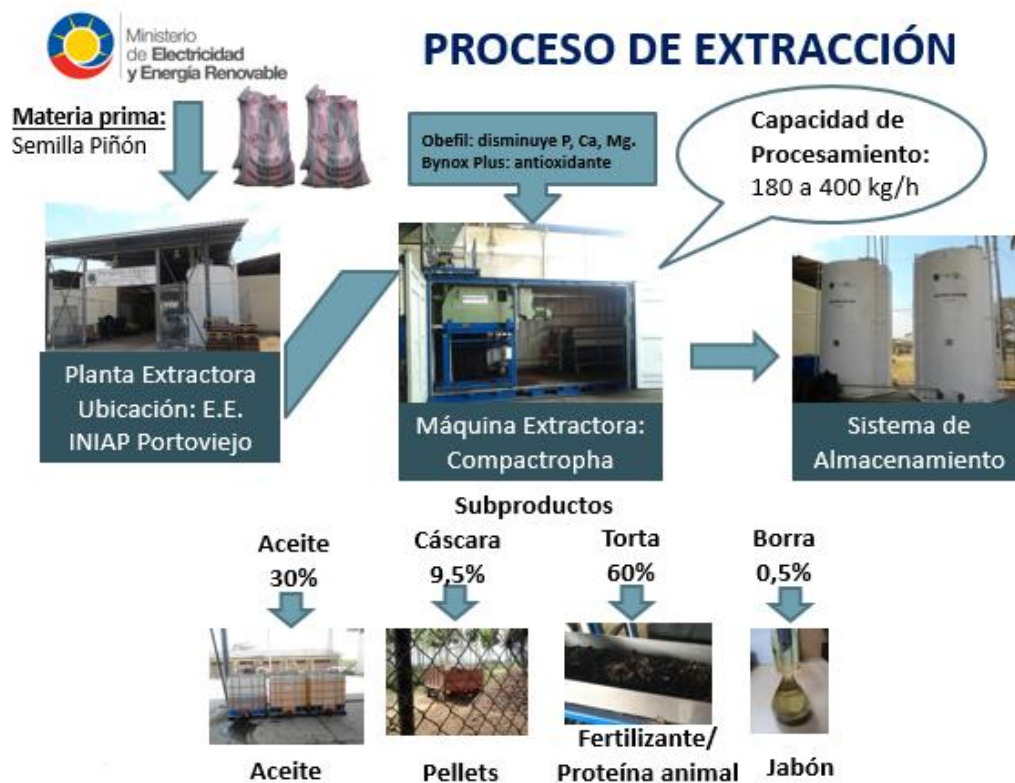 Ministerio
de Electricidad
y Energía Renovable
PROCESO DE EXTRACCIÓN
Materia prima:
Semilla Piñón
Obefil: disminuye P, Ca, Mg.
Bynox Plus: antioxidante
Capacidad de
Procesamiento:
180 a 400 kg/h
Planta Extractora
Ubicación: E.E.
INIAP Portoviejo
Máquina Extractora:
Compactropha
Sistema de
Almacenamiento
Subproductos
Aceite
30%
Cáscara
9,5%
Torta
60%
Borra
0,5%
Aceite
Pellets
Fertilizante/
Proteína animal
Jabón